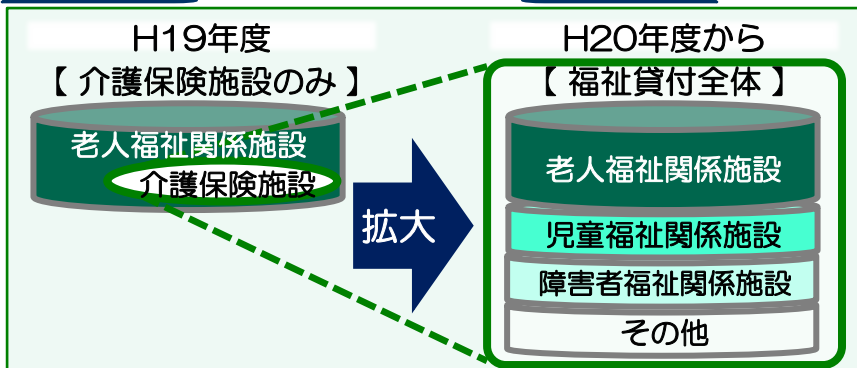 H19年度
【 介護保険施設のみ 】
老人福祉関係施設
介護保険施設
拡大
H20年度から
【 福祉貸付全体 】
老人福祉関係施設
児童福祉関係施設
障害者福祉関係施設
その他